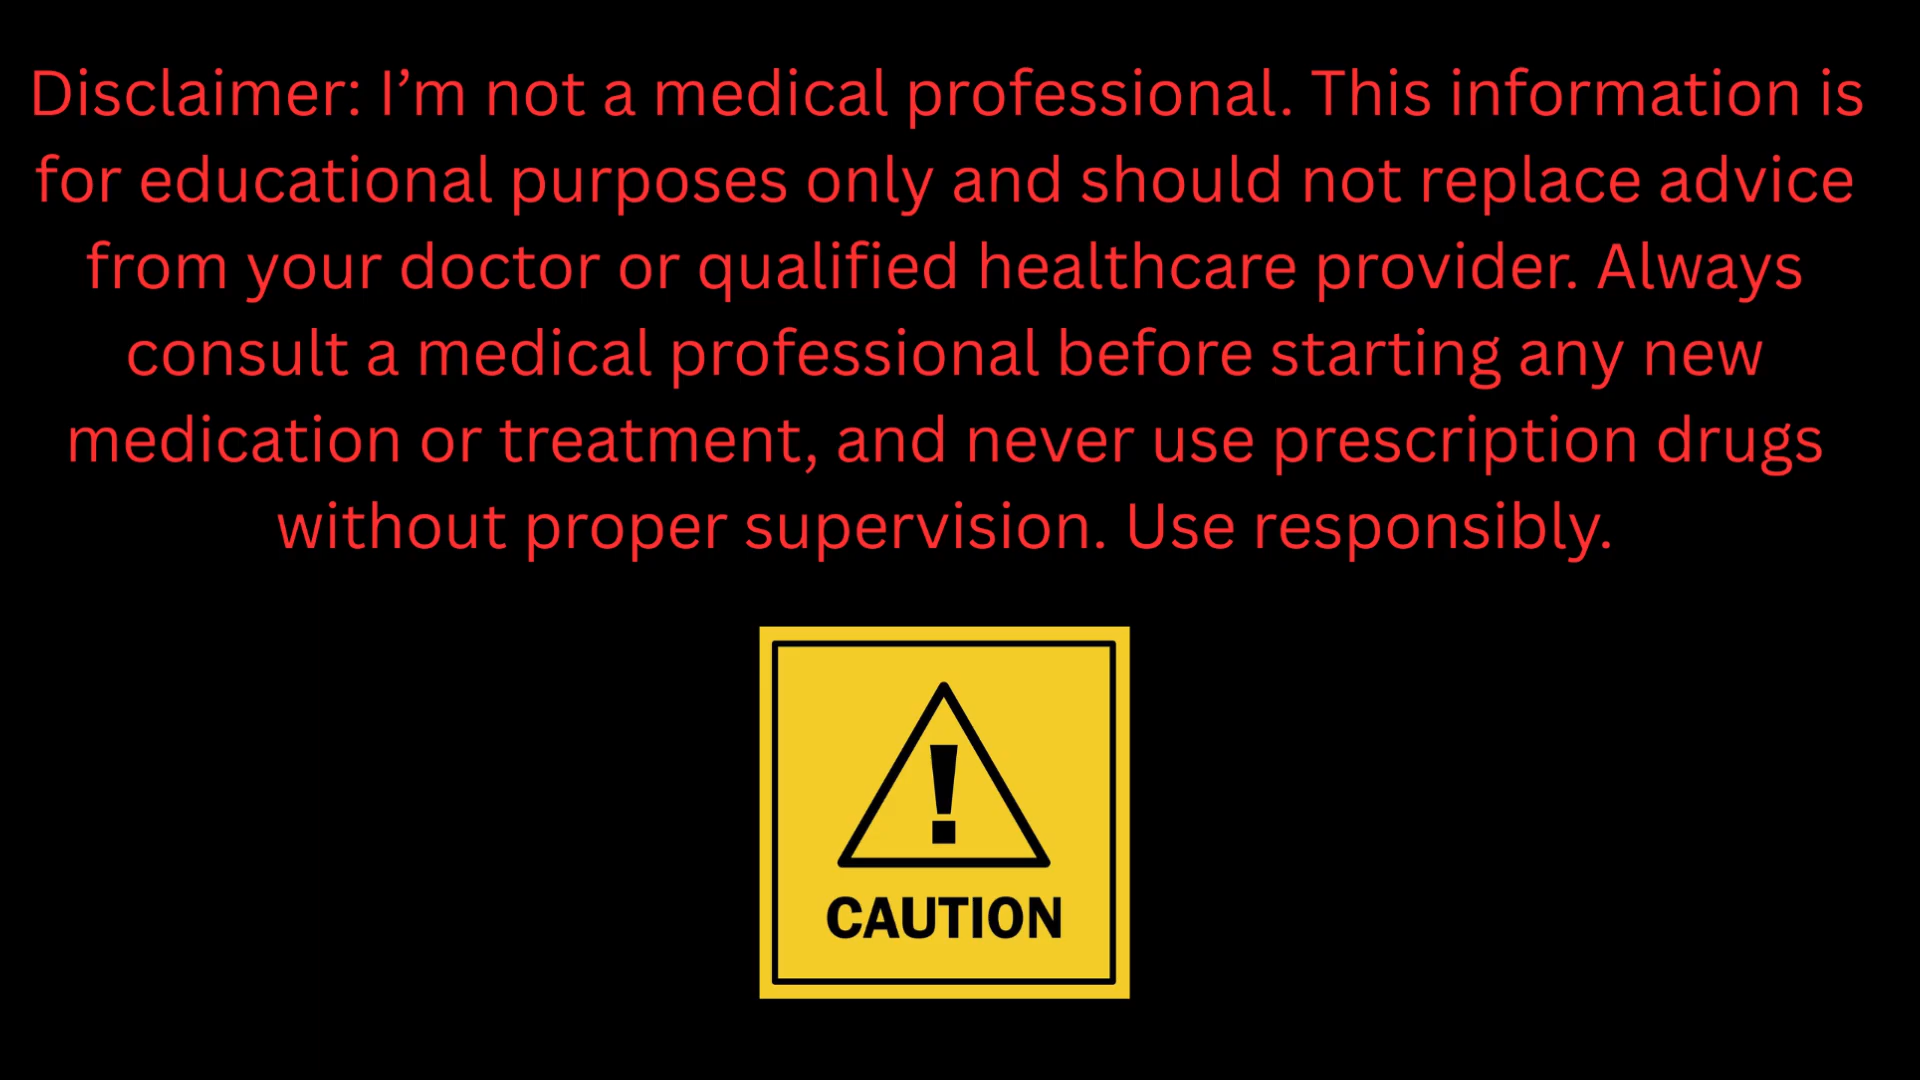 Disclaimer: I’m not a medical professional. This information is
for educational purposes only and should not replace advice
from your doctor or qualified healthcare provider. Always
consult a medical professional before starting any new
medication or treatment, and never use prescription drugs
without proper supervision. Use responsibly.
!
CAUTION